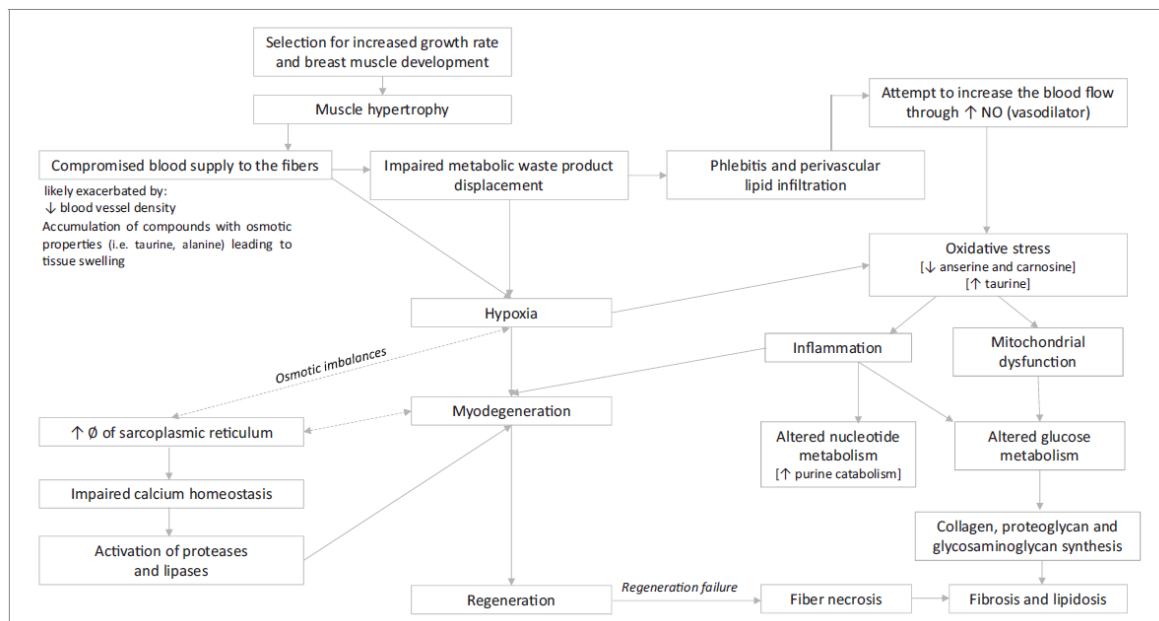 Selection for increased growth rate
and breast muscle development
Muscle hypertrophy
Attempt to increase the blood flow
through ↑ NO (vasodilator)
Compromised blood supply to the fibers
Impaired metabolic waste product
displacement
Phlebitis and perivascular
lipid infiltration
likely exacerbated by:
↓ blood vessel density
Accumulation of compounds with osmotic
properties (i.e. taurine, alanine) leading to
tissue swelling
Oxidative stress
[↓ anserine and carnosine]
[↑ taurine]
Hypoxia
Osmotic imbalances
Inflammation
Mitochondrial
dysfunction
Myodegeneration
↑ Ø of sarcoplasmic reticulum
Altered nucleotide
metabolism
[↑ purine catabolism]
Altered glucose
metabolism
Impaired calcium homeostasis
Collagen, proteoglycan and
glycosaminoglycan synthesis
Activation of proteases
and lipases
Regeneration
Regeneration failure
Fiber necrosis
Fibrosis and lipidosis